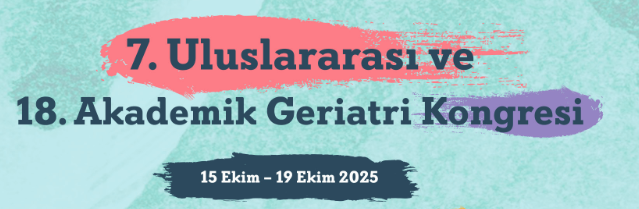 7. Uluslararası ve
18. Akademik Geriatri Kongresi
15 Ekim – 19 Ekim 2025